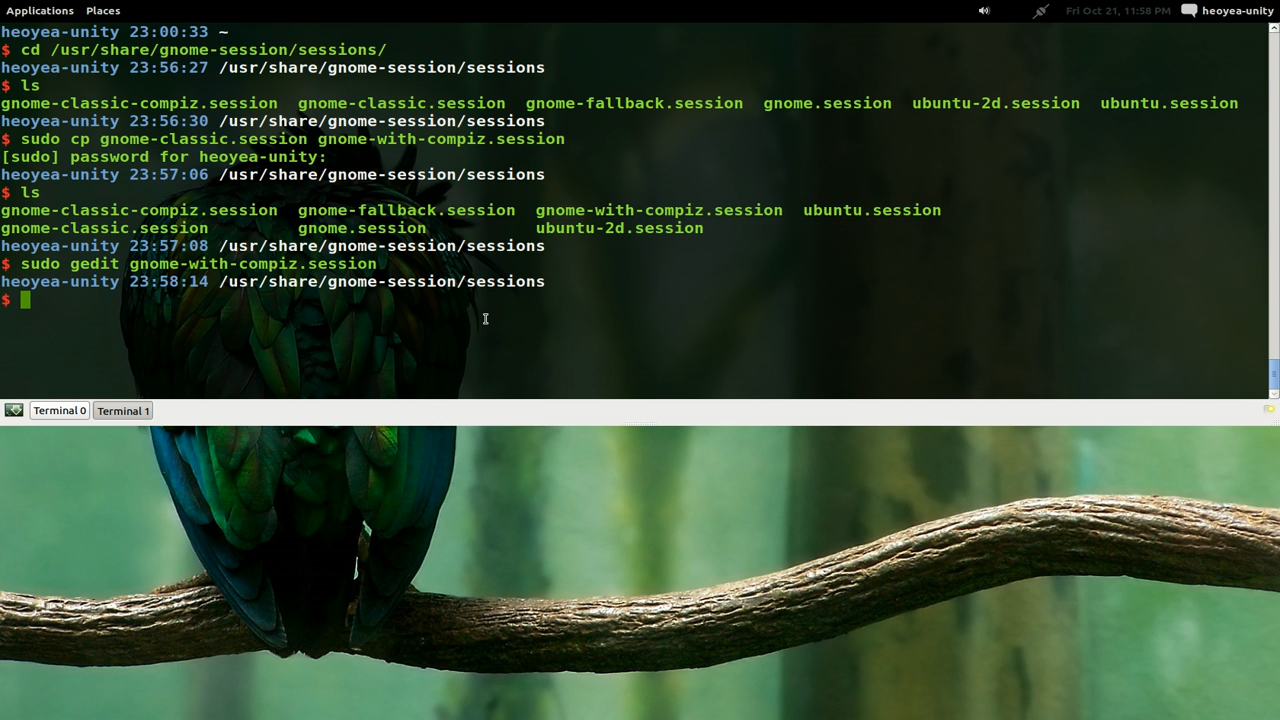 Applications Places Fri Oct 21, 11:58 PM heoyea-unity
heoyea-unity 23:00:33 ~
$ cd /usr/share/gnome-session/sessions/
heoyea-unity 23:56:27 /usr/share/gnome-session/sessions
$ ls
gnome-classic-compiz.session gnome-classic.session gnome-fallback.session gnome.session ubuntu-2d.session ubuntu.session
heoyea-unity 23:56:30 /usr/share/gnome-session/sessions
$ sudo cp gnome-classic.session gnome-with-compiz.session
[sudo] password for heoyea-unity:
heoyea-unity 23:57:06 /usr/share/gnome-session/sessions
$ ls
gnome-classic-compiz.session gnome-fallback.session gnome-with-compiz.session ubuntu.session
gnome-classic.session gnome.session ubuntu-2d.session
heoyea-unity 23:57:08 /usr/share/gnome-session/sessions
$ sudo gedit gnome-with-compiz.session
heoyea-unity 23:58:14 /usr/share/gnome-session/sessions
$
Terminal 0 Terminal 1